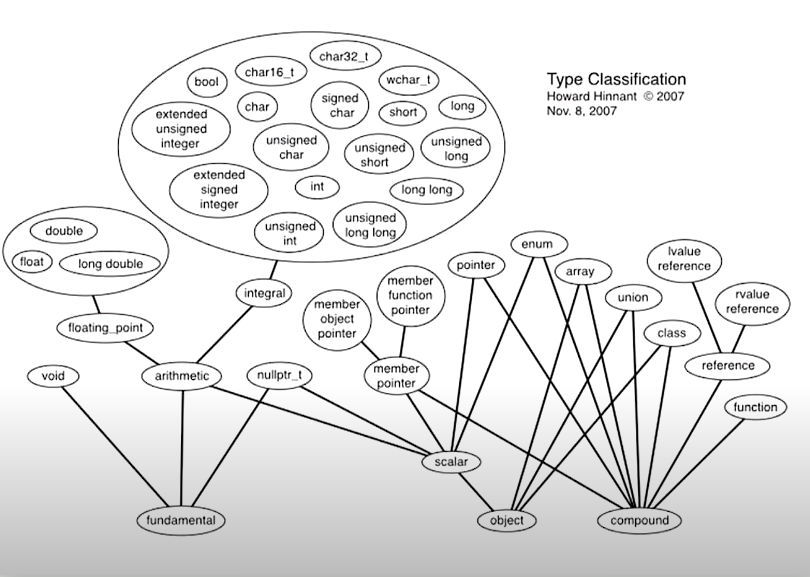 Type Classification
Howard Hinnant © 2007
Nov. 8, 2007
char32_t
bool
char16_t
wchar_t
char
signed
char
short
long
extended
unsigned
integer
unsigned
char
unsigned
short
unsigned
long
extended
signed
integer
int
long long
unsigned
int
unsigned
long long
double
float
long double
floating_point
integral
member
object
pointer
member
function
pointer
pointer
enum
array
union
class
lvalue
reference
rvalue
reference
void
arithmetic
nullptr_t
member
pointer
reference
function
scalar
fundamental
object
compound